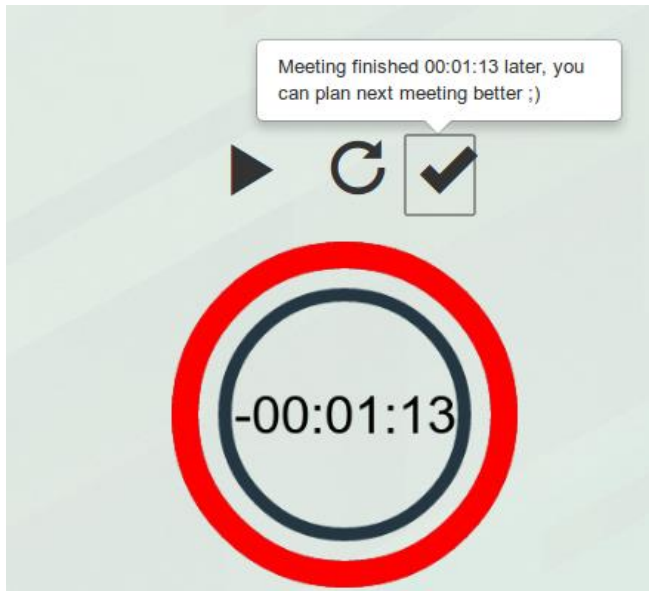 Meeting finished 00:01:13 later, you
can plan next meeting better ;)
-00:01:13